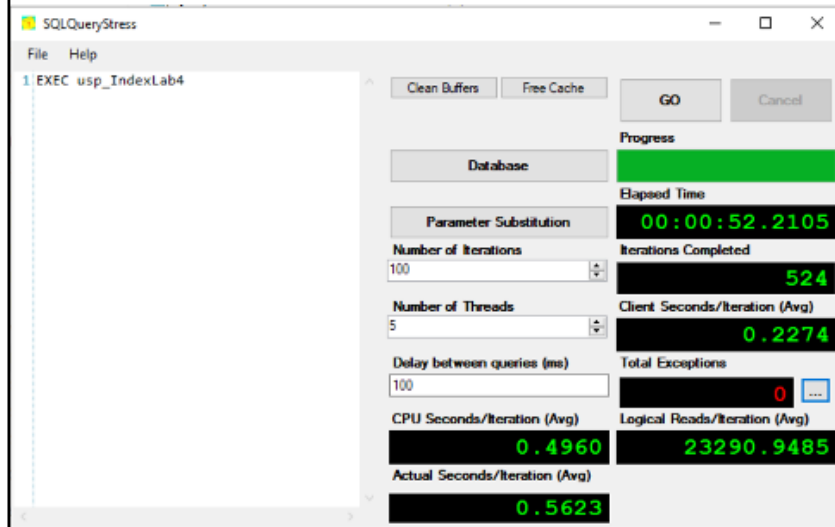 SQLQueryStress
File Help
1 EXEC usp_IndexLab4
Clean Buffers Free Cache
GO Cancel
Progress
Database
Elapsed Time
00:00:52.2105
Parameter Substitution
Number of Iterations
100
Iterations Completed
524
Number of Threads
5
Client Seconds/Iteration (Avg)
0.2274
Delay between queries (ms)
100
Total Exceptions
0 ...
CPU Seconds/Iteration (Avg)
0.4960
Logical Reads/Iteration (Avg)
23290.9485
Actual Seconds/Iteration (Avg)
0.5623